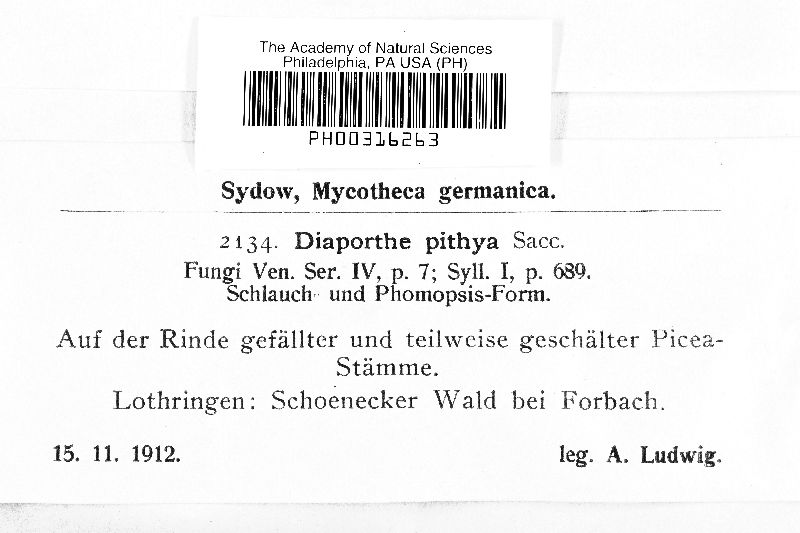 The Academy of Natural Sciences
Philadelphia, PA USA (PH)
PH00316263
Sydow, Mycotheca germanica.
2134. Diaporthe pithya Sacc.
Fungi Ven. Ser. IV, p. 7; Syll. I, p. 689.
Schlauch- und Phomopsis-Form.
Auf der Rinde gefällter und teilweise geschälter Picea-
Stämme.
Lothringen: Schoenecker Wald bei Forbach.
15. 11. 1912. leg. A. Ludwig.